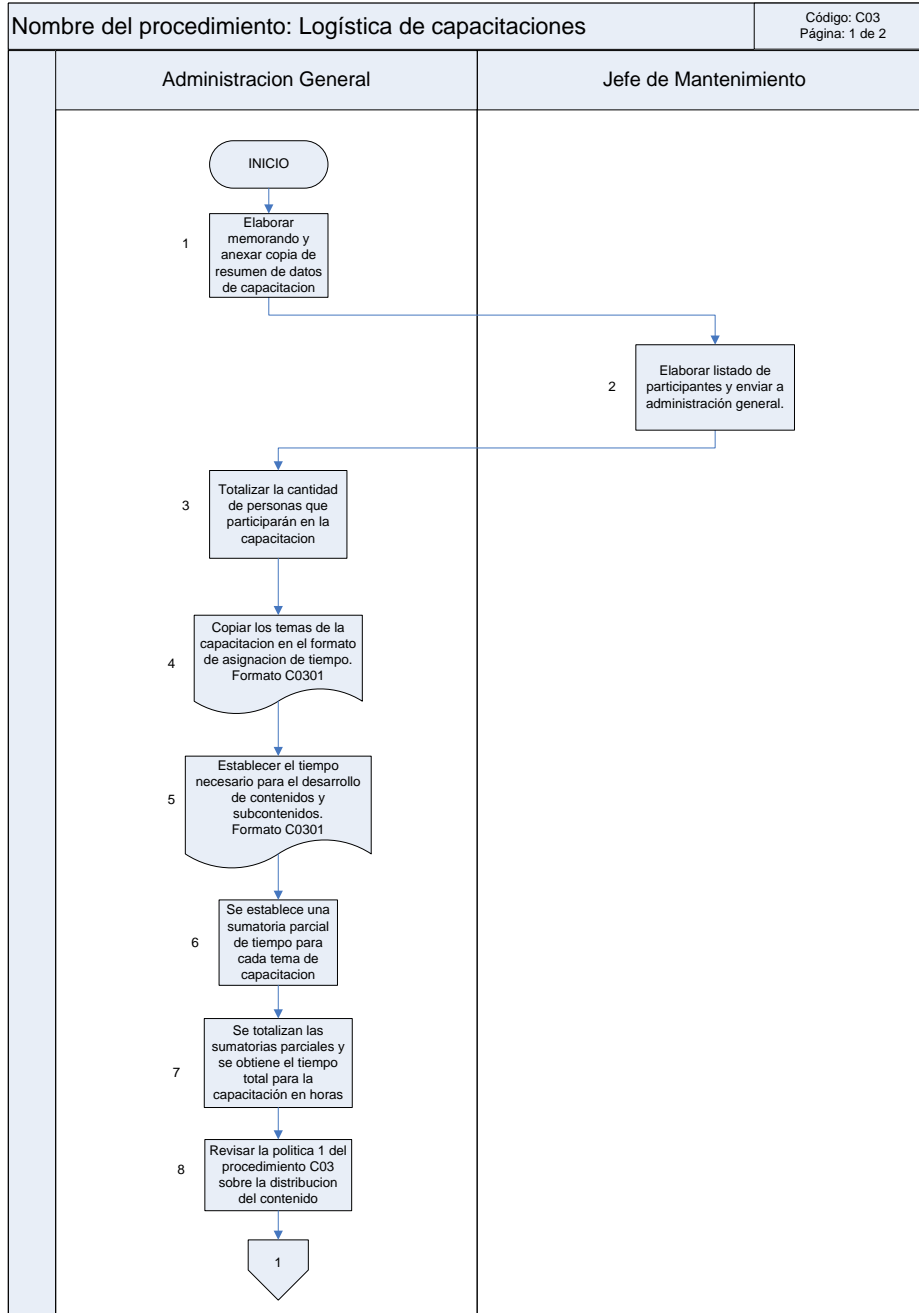 Nombre del procedimiento: Logística de capacitaciones
Código: C03
Página: 1 de 2
Administracion General
Jefe de Mantenimiento
INICIO
1
Elaborar
memorando y
anexar copia de
resumen de datos
de capacitacion
2
Elaborar listado de
participantes y enviar a
administración general.
3
Totalizar la cantidad
de personas que
participarán en la
capacitacion
4
Copiar los temas de la
capacitacion en el formato
de asignacion de tiempo.
Formato C0301
5
Establecer el tiempo
necesario para el desarrollo
de contenidos y
subcontenidos.
Formato C0301
6
Se establece una
sumatoria parcial
de tiempo para
cada tema de
capacitacion
7
Se totalizan las
sumatorias parciales y
se obtiene el tiempo
total para la
capacitación en horas
8
Revisar la politica 1 del
procedimiento C03
sobre la distribucion
del contenido
1